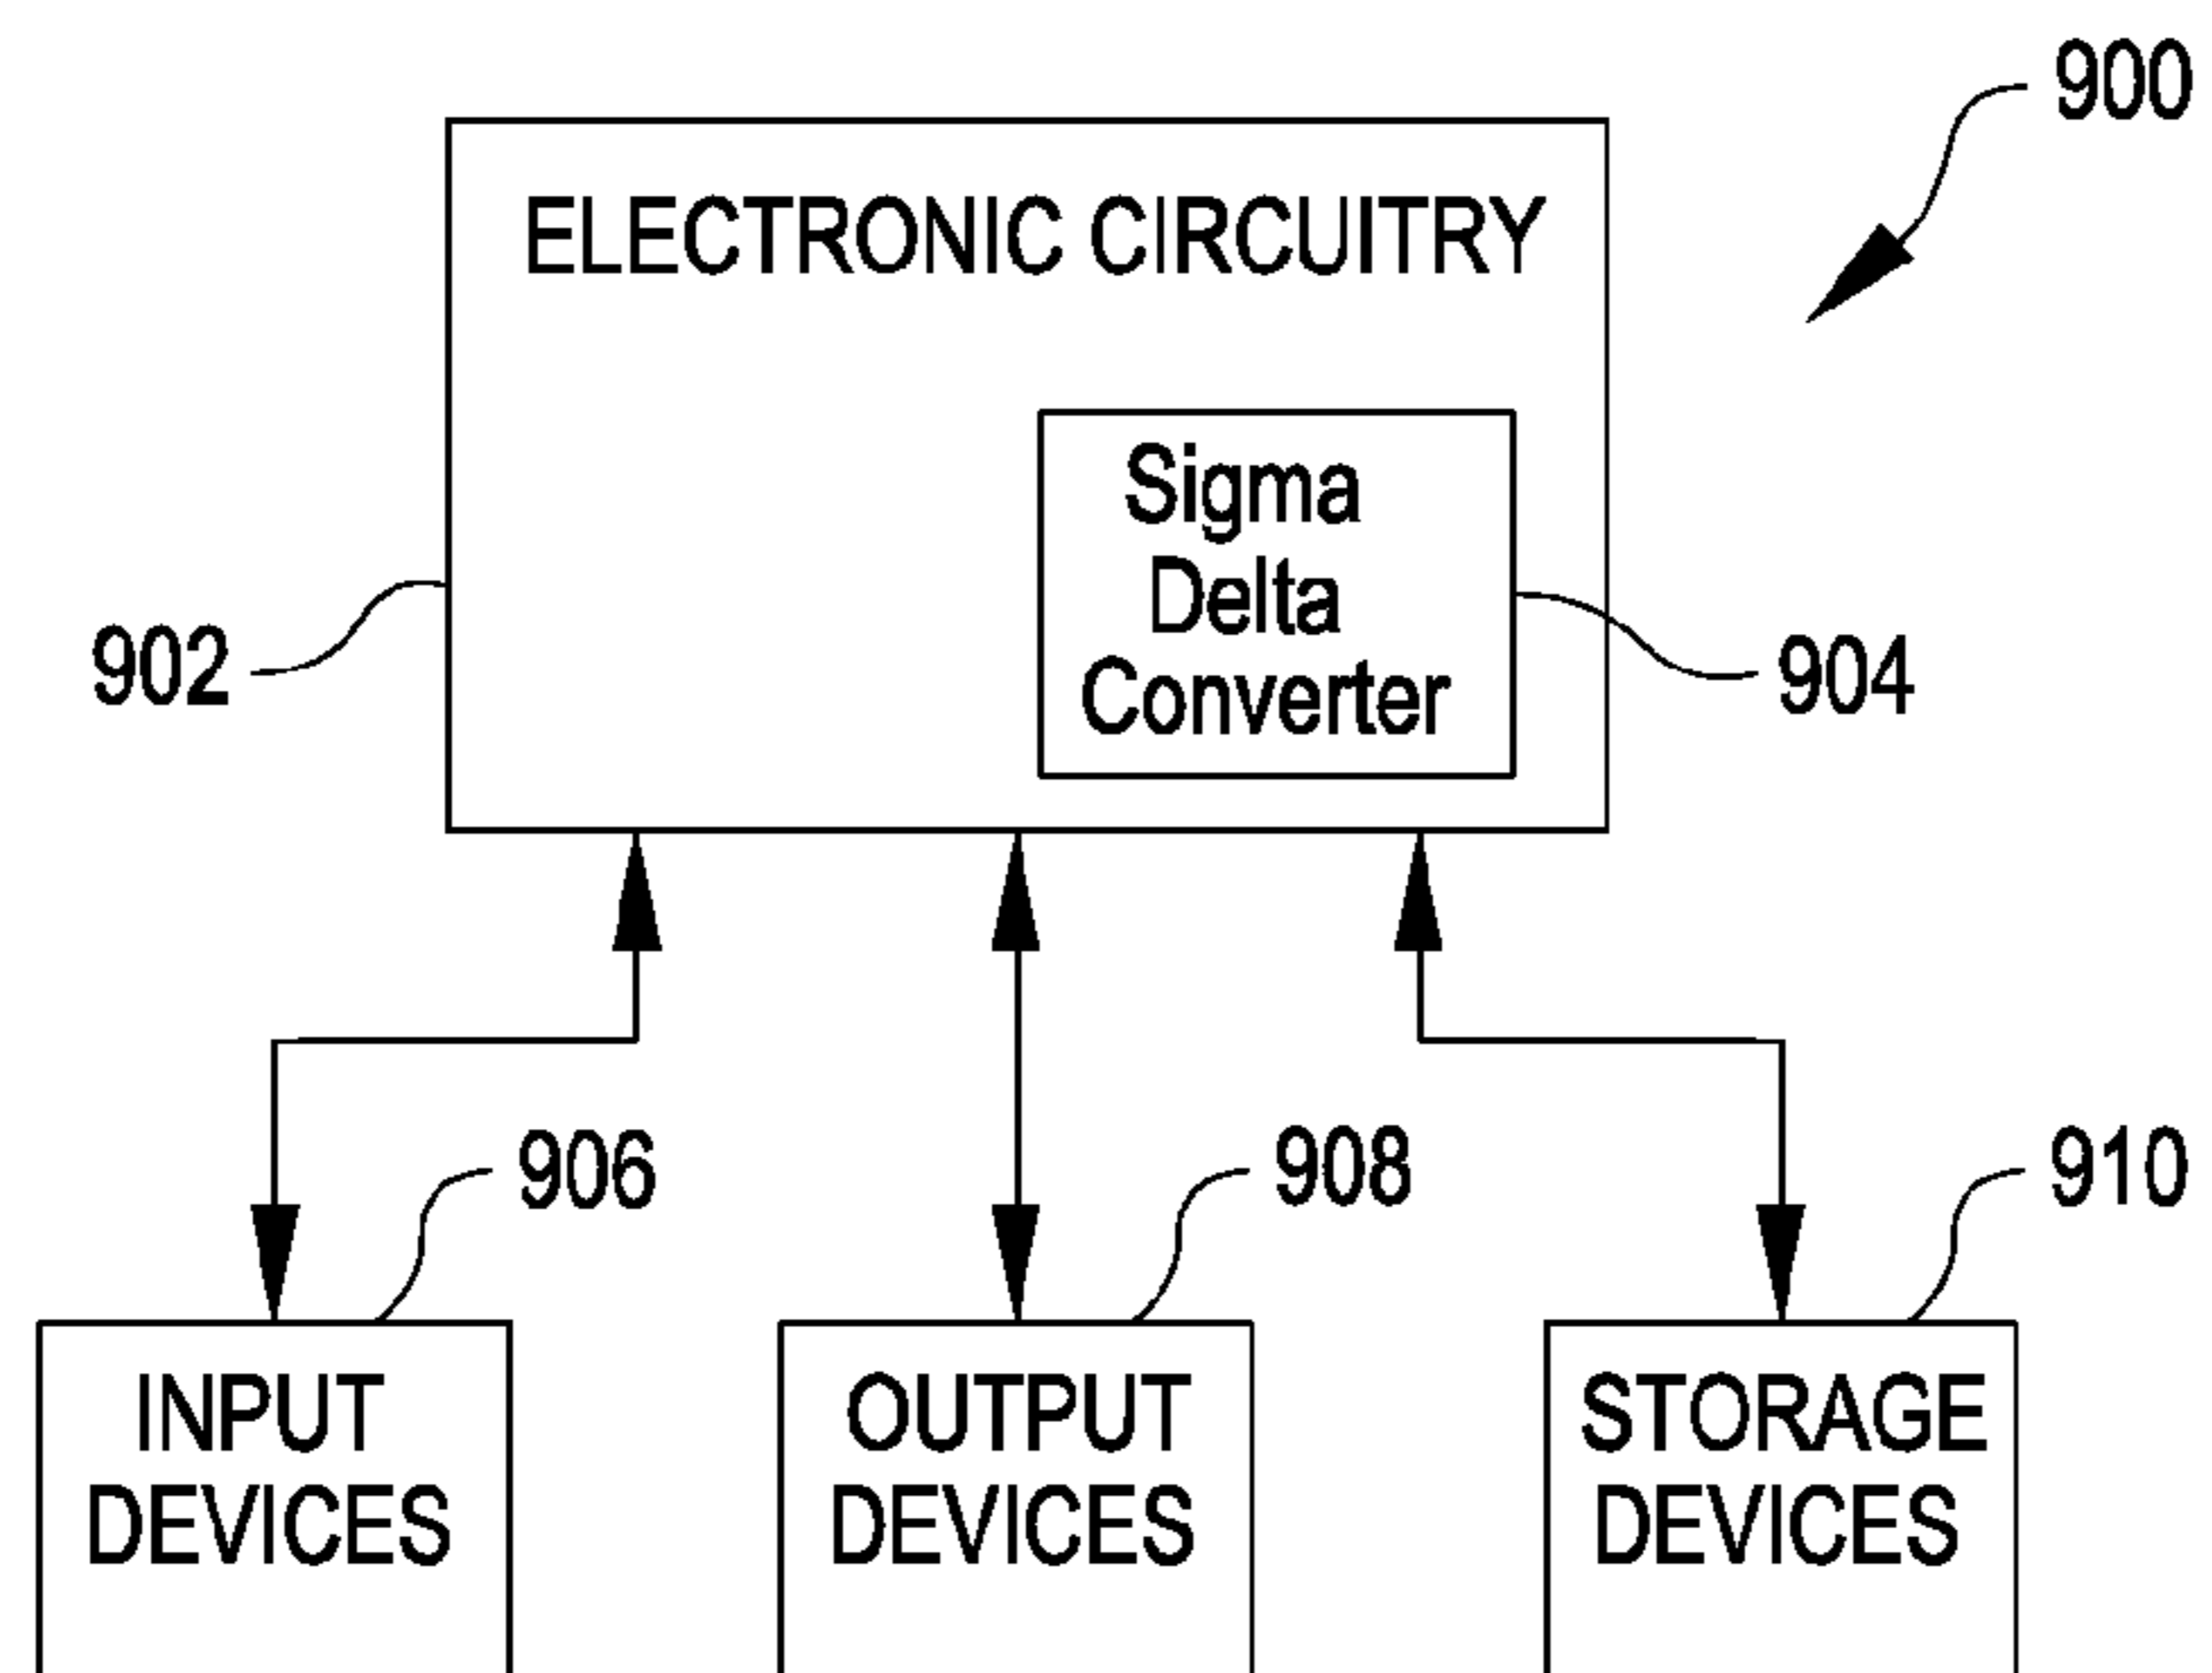 900
ELECTRONIC CIRCUITRY
Sigma
Delta
Converter
902
904
906
908
910
INPUT
DEVICES
OUTPUT
DEVICES
STORAGE
DEVICES